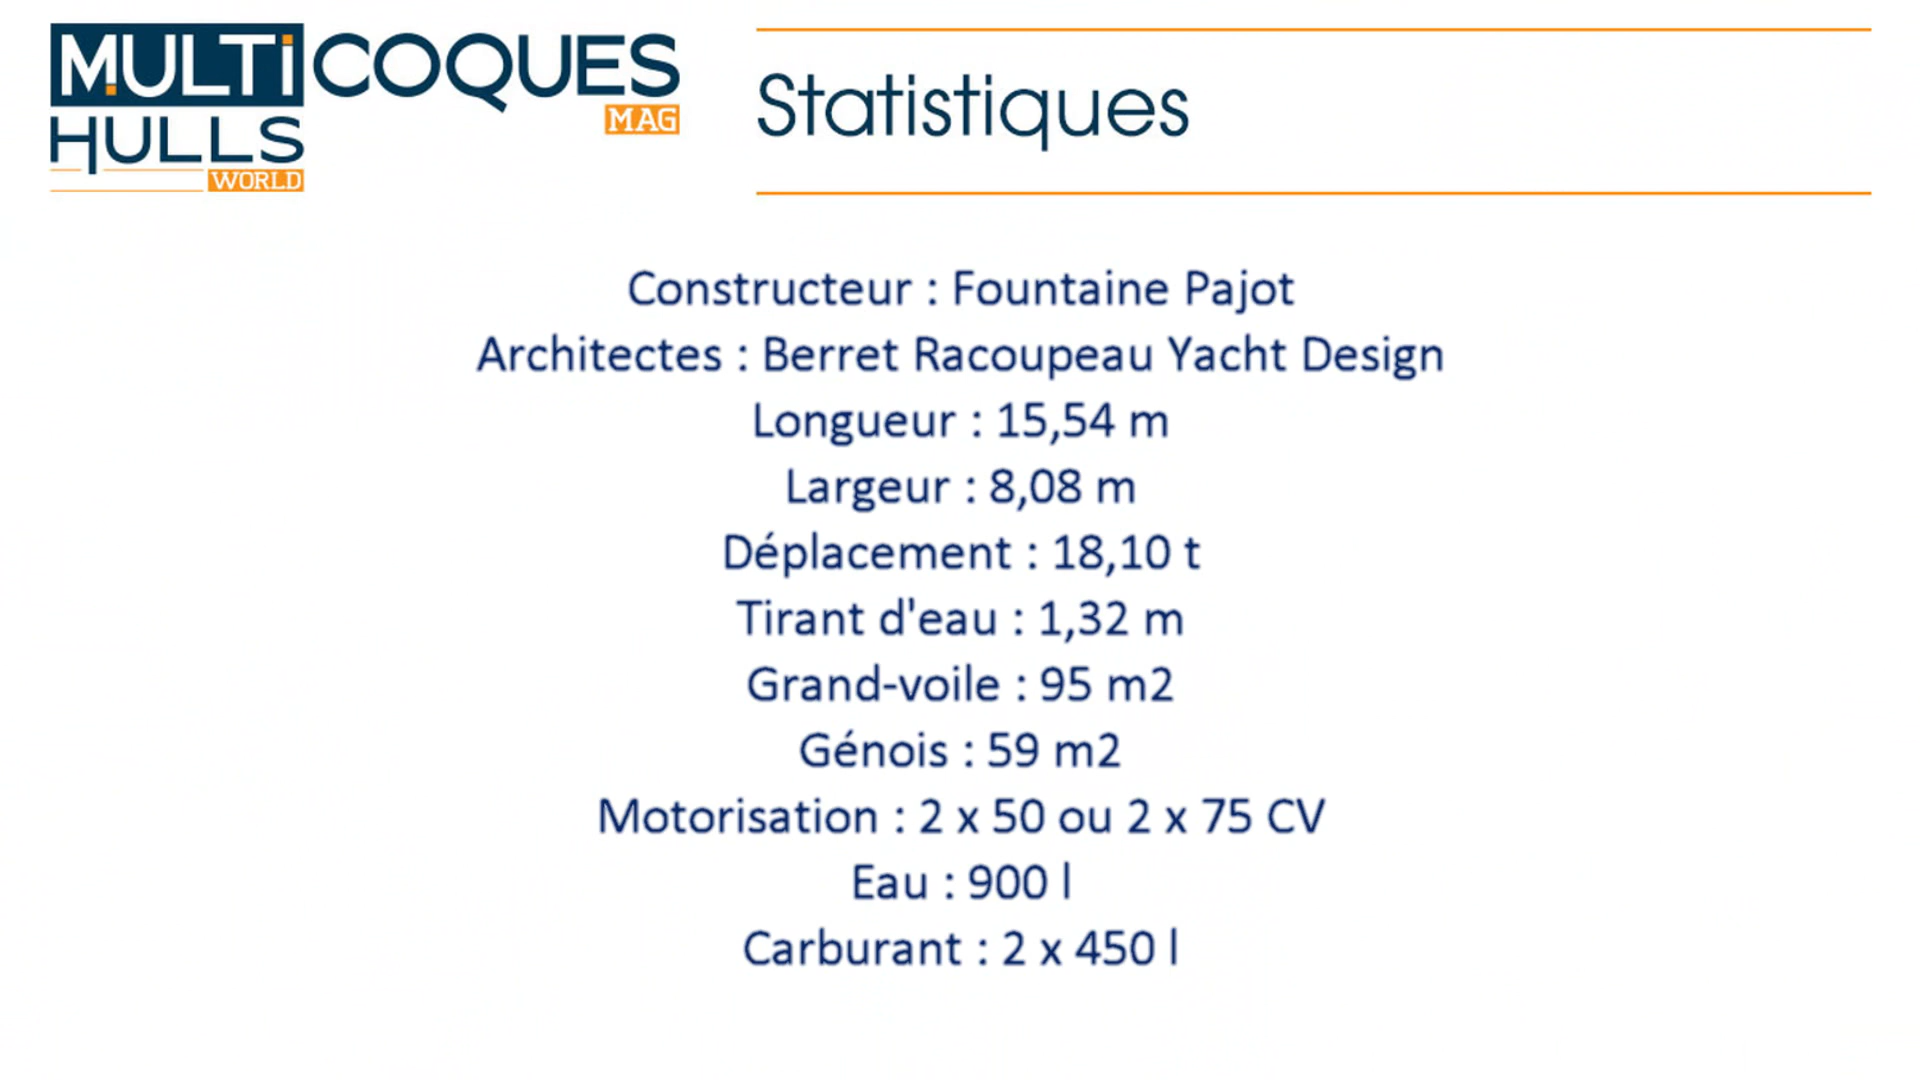 MULTiCOQUES
MAG
HULLS
WORLD
Statistiques
Constructeur : Fountaine Pajot
Architectes : Berret Racoupeau Yacht Design
Longueur : 15,54 m
Largeur : 8,08 m
Déplacement : 18,10 t
Tirant d'eau : 1,32 m
Grand-voile : 95 m2
Génois : 59 m2
Motorisation : 2 x 50 ou 2 x 75 CV
Eau : 900 l
Carburant : 2 x 450 l